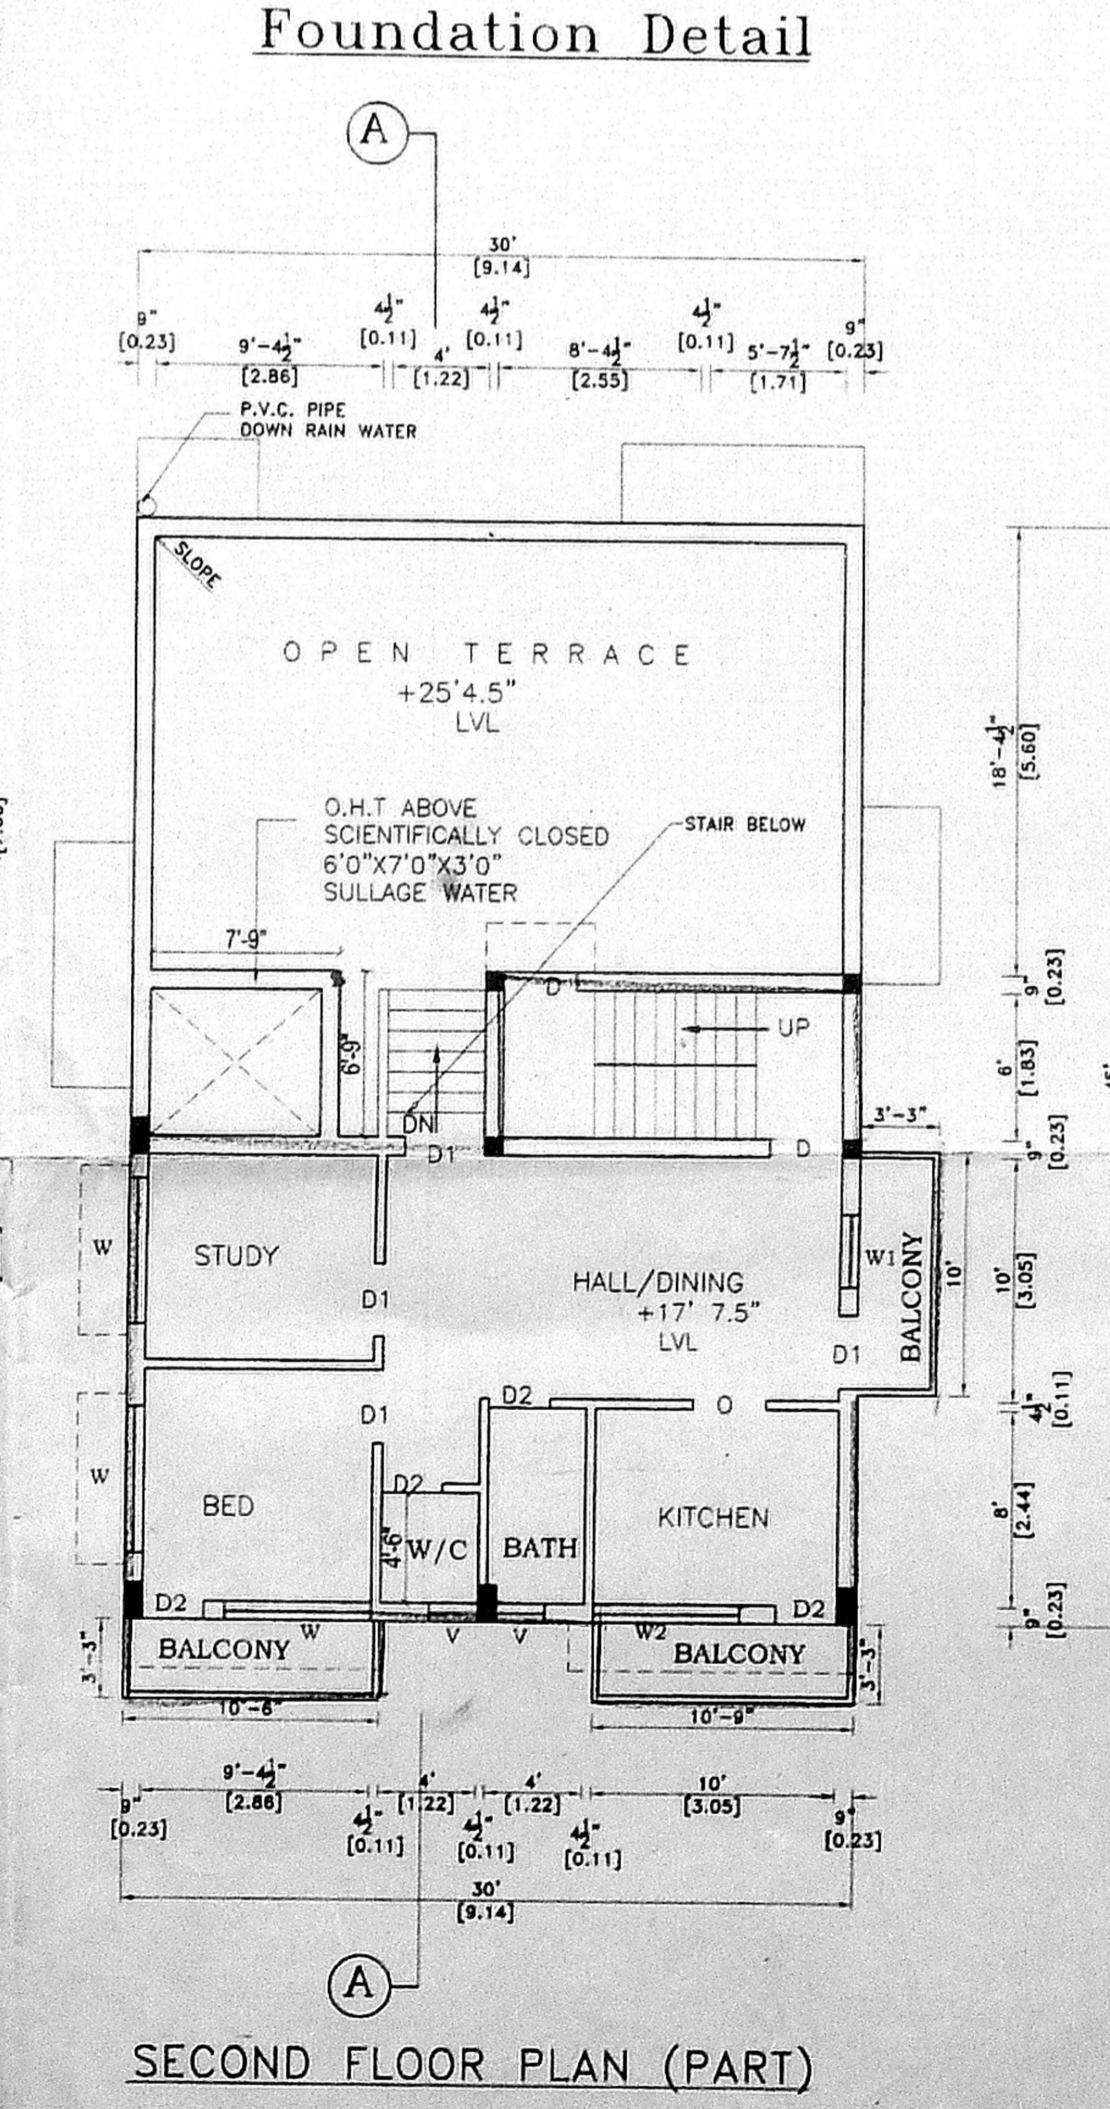 Foundation Detail
A
30'
[9.14]
9"
[0.23]
9'-4½"
[2.86]
4½"
[0.11]
4'
[1.22]
4½"
[0.11]
8'-4½"
[2.55]
4½"
[0.11]
5'-7½"
[1.71]
9"
[0.23]
P.V.C. PIPE
DOWN RAIN WATER
SLOPE
OPEN TERRACE
+25'4.5"
LVL
18'-4½"
[5.60]
O.H.T ABOVE
SCIENTIFICALLY CLOSED
6'0"X7'0"X3'0"
SULLAGE WATER
STAIR BELOW
7'-9"
D
9"
[0.23]
UP
6'-9"
6'
[1.83]
DN
3'-3"
D1
D
9"
[0.23]
W
STUDY
W1
BALCONY
10'
10'
[3.05]
HALL/DINING
+17' 7.5"
LVL
D1
D1
D2
O
4½"
[0.11]
D1
W
D2
BED
4'-6"
W/C
BATH
KITCHEN
8'
[2.44]
D2
D2
9"
[0.23]
W
V
V
W2
3'-3"
BALCONY
BALCONY
3'-3"
10'-6"
10'-9"
9"
[0.23]
9'-4½"
[2.86]
4½"
[0.11]
4'
[1.22]
4½"
[0.11]
4'
[1.22]
4½"
[0.11]
10'
[3.05]
9"
[0.23]
30'
[9.14]
A
SECOND FLOOR PLAN (PART)